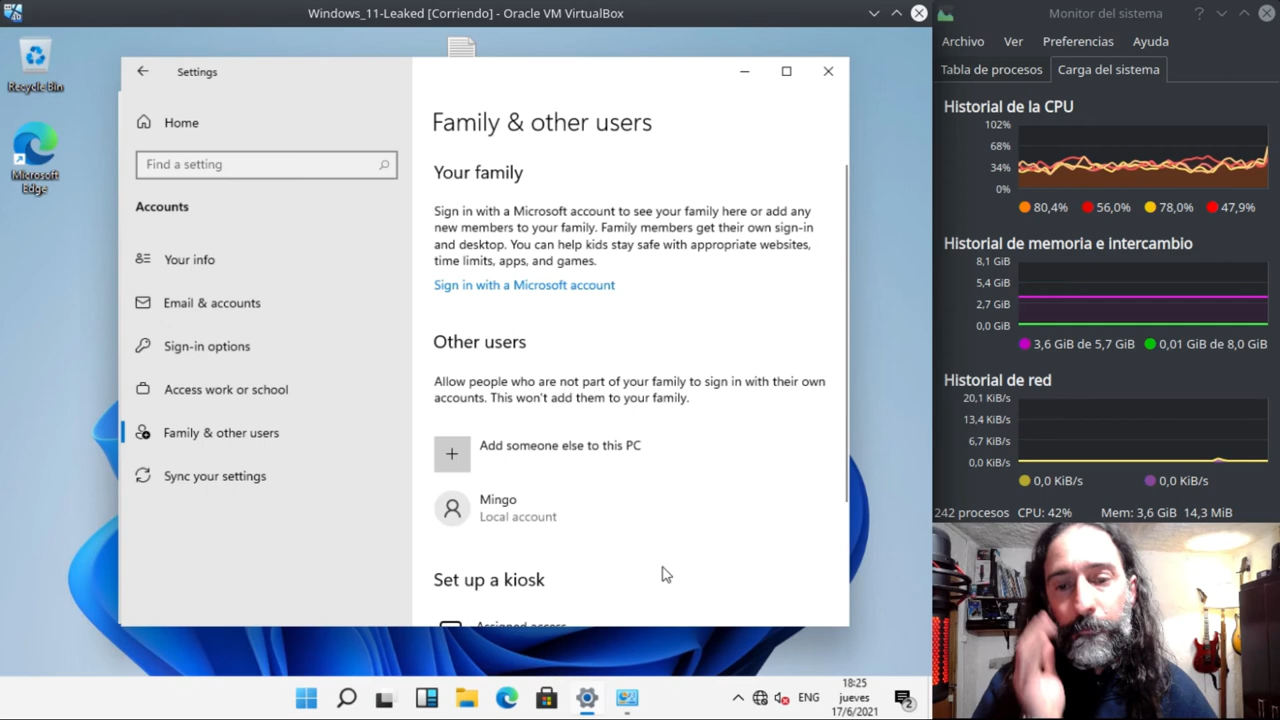 Windows_11-Leaked [Corriendo] - Oracle VM VirtualBox
Recycle Bin
Microsoft
Edge
Settings
Home
Find a setting
Accounts
Your info
Email & accounts
Sign-in options
Access work or school
Family & other users
Sync your settings
Family & other users
Your family
Sign in with a Microsoft account to see your family here or add any
new members to your family. Family members get their own sign-in
and desktop. You can help kids stay safe with appropriate websites,
time limits, apps, and games.
Sign in with a Microsoft account
Other users
Allow people who are not part of your family to sign in with their own
accounts. This won't add them to your family.
Add someone else to this PC
Mingo
Local account
Set up a kiosk
Assigned access
ENG
18:25
jueves
17/6/2021
2
Monitor del sistema
Archivo Ver Preferencias Ayuda
Tabla de procesos Carga del sistema
Historial de la CPU
102%
68%
34%
0%
80,4% 56,0% 78,0% 47,9%
Historial de memoria e intercambio
8,1 GiB
5,4 GiB
2,7 GiB
0,0 GiB
3,6 GiB de 5,7 GiB 0,01 GiB de 8,0 GiB
Historial de red
20,1 KiB/s
13,4 KiB/s
6,7 KiB/s
0,0 KiB/s
0,0 KiB/s 0,0 KiB/s
242 procesos CPU: 42% Mem: 3,6 GiB 14,3 MiB